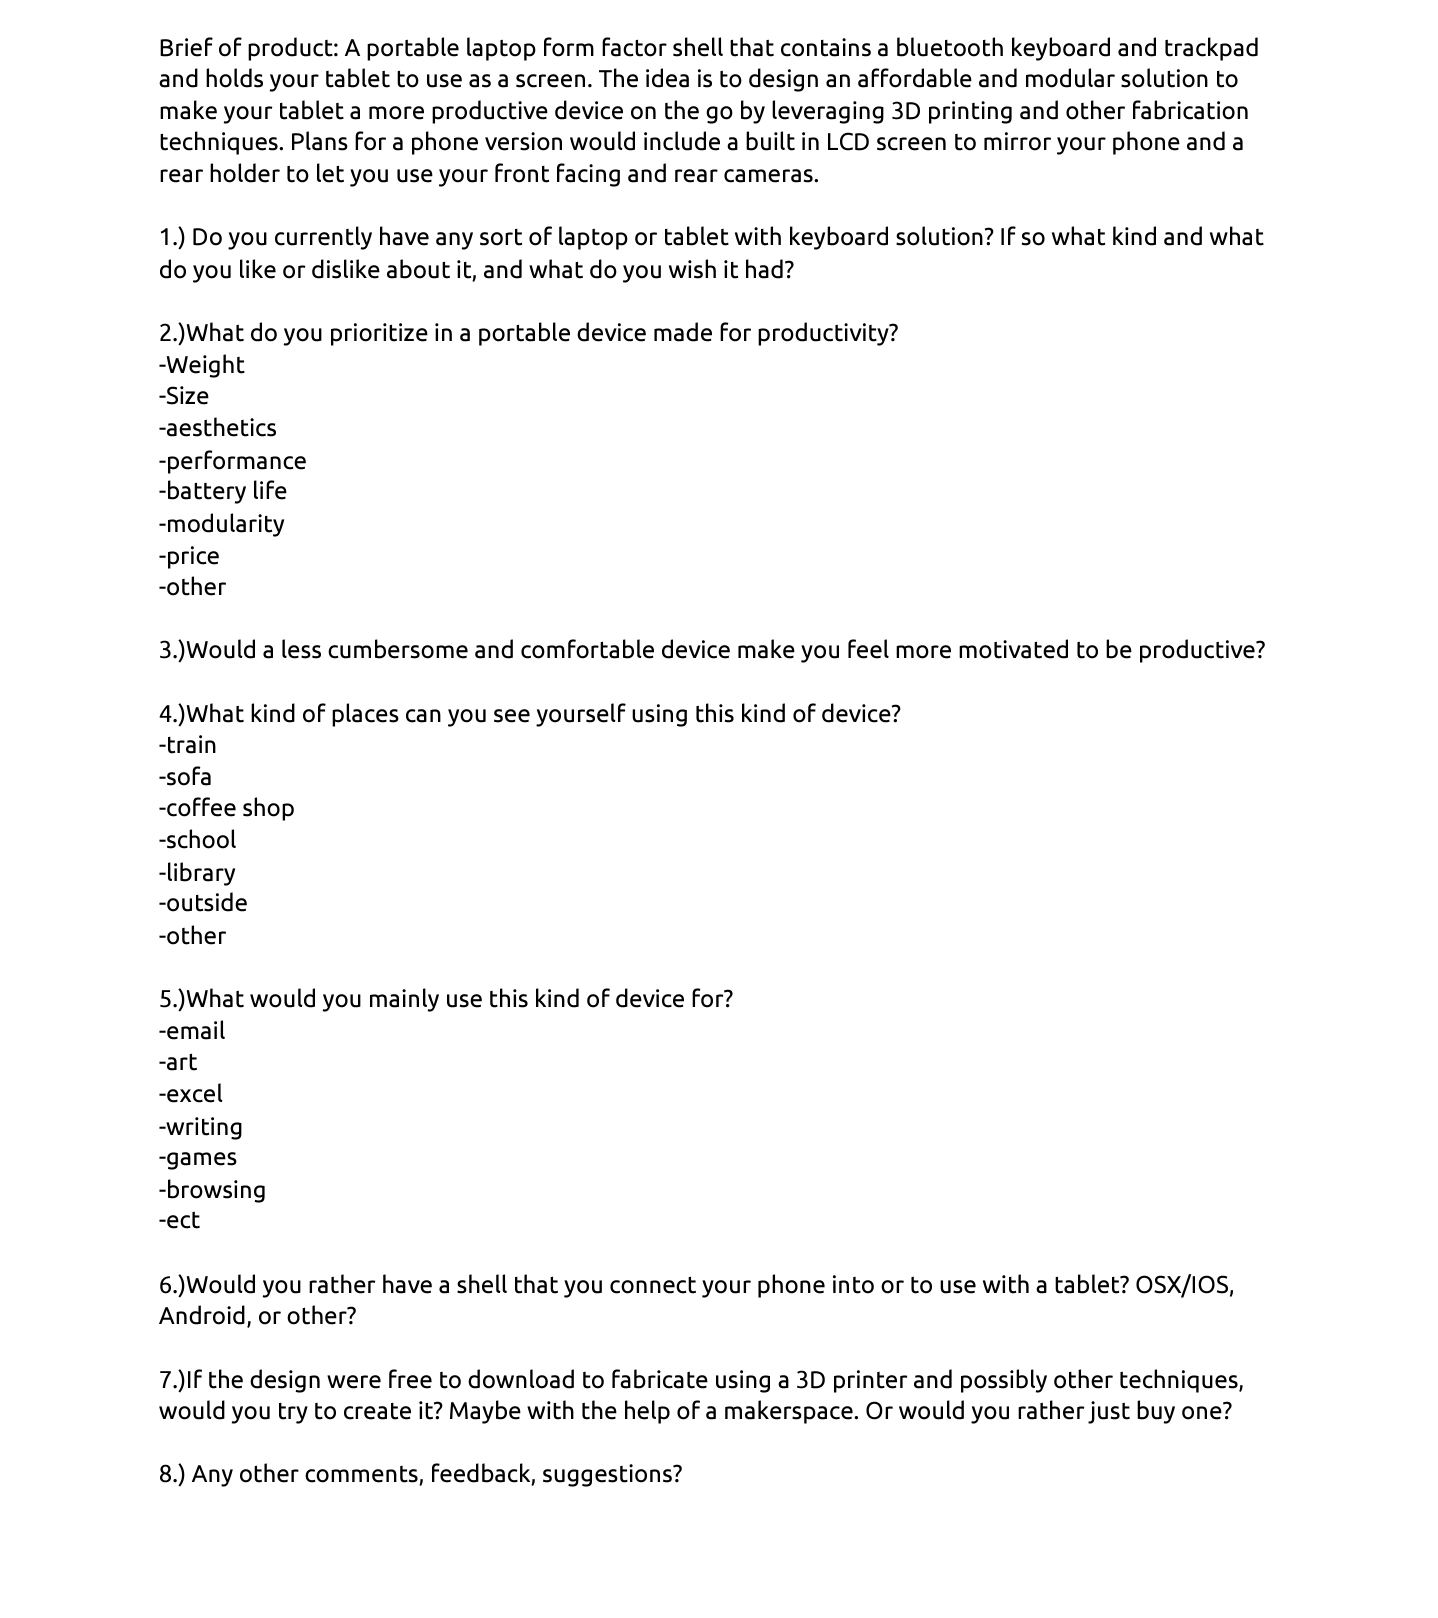 Brief of product: A portable laptop form factor shell that contains a bluetooth keyboard and trackpad
and holds your tablet to use as a screen. The idea is to design an affordable and modular solution to
make your tablet a more productive device on the go by leveraging 3D printing and other fabrication
techniques. Plans for a phone version would include a built in LCD screen to mirror your phone and a
rear holder to let you use your front facing and rear cameras.
1.) Do you currently have any sort of laptop or tablet with keyboard solution? If so what kind and what
do you like or dislike about it, and what do you wish it had?
2.)What do you prioritize in a portable device made for productivity?
-Weight
-Size
-aesthetics
-performance
-battery life
-modularity
-price
-other
3.)Would a less cumbersome and comfortable device make you feel more motivated to be productive?
4.)What kind of places can you see yourself using this kind of device?
-train
-sofa
-coffee shop
-school
-library
-outside
-other
5.)What would you mainly use this kind of device for?
-email
-art
-excel
-writing
-games
-browsing
-ect
6.)Would you rather have a shell that you connect your phone into or to use with a tablet? OSX/IOS,
Android, or other?
7.)If the design were free to download to fabricate using a 3D printer and possibly other techniques,
would you try to create it? Maybe with the help of a makerspace. Or would you rather just buy one?
8.) Any other comments, feedback, suggestions?